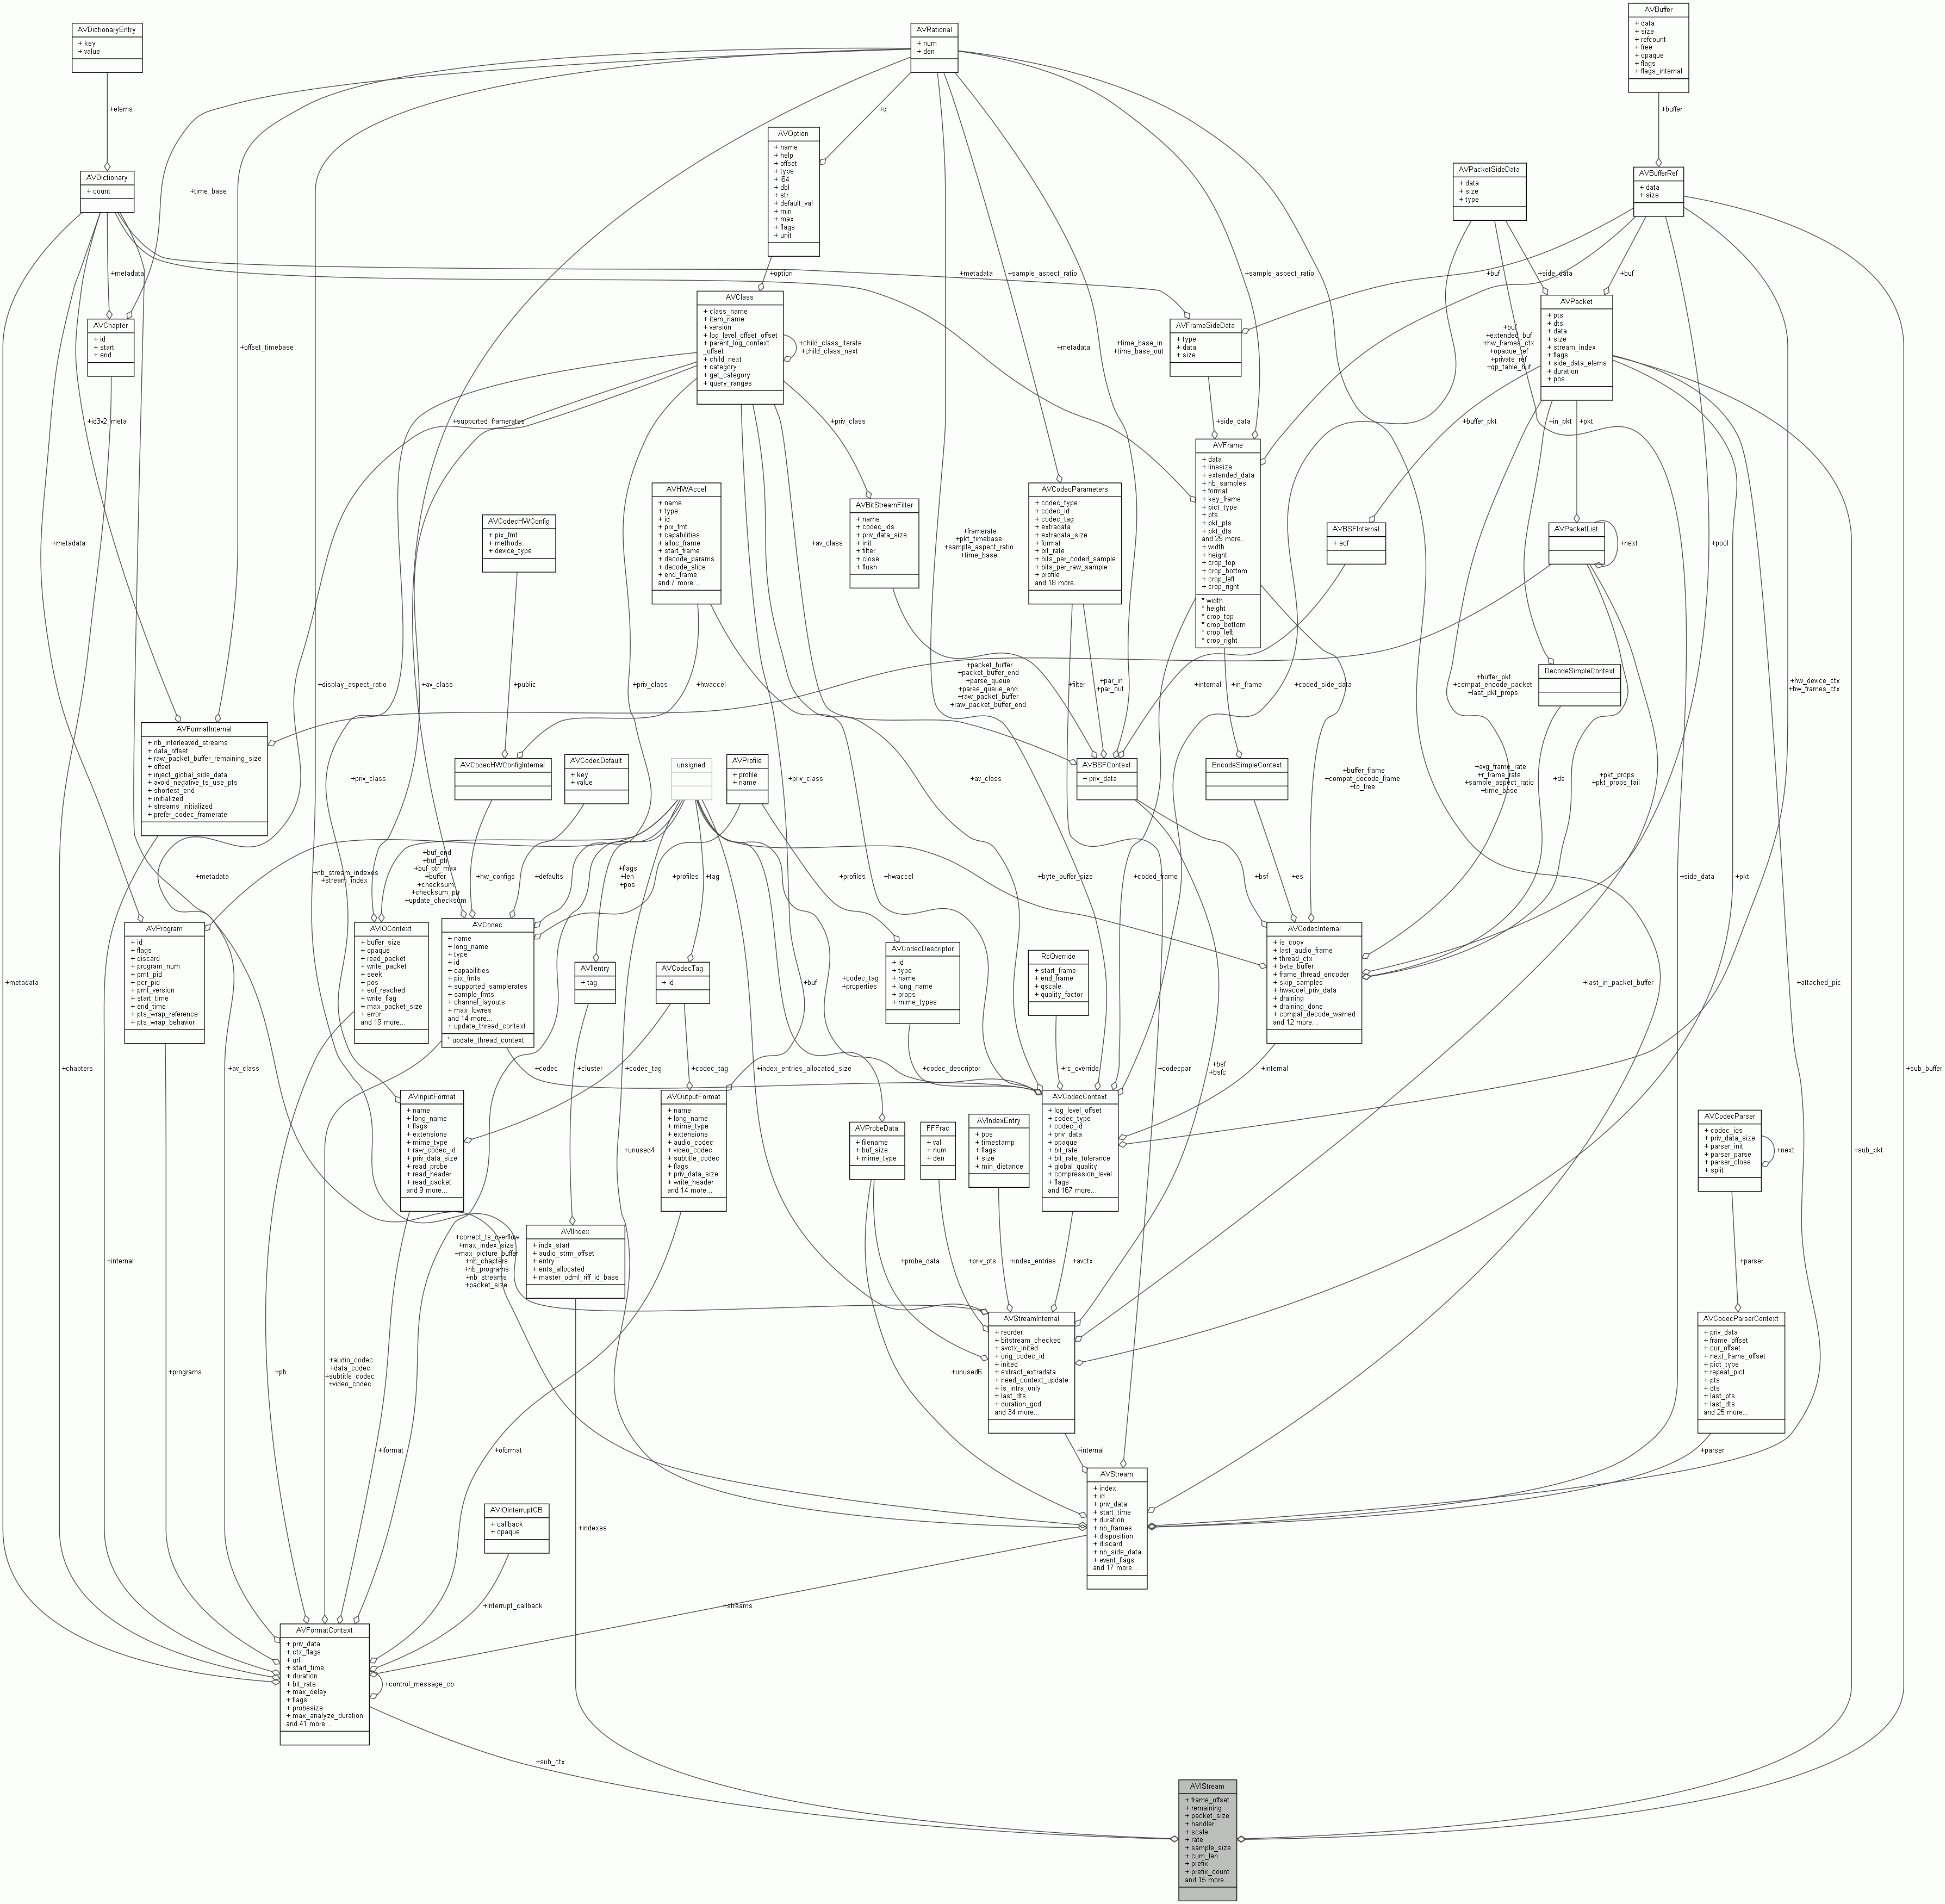 AVDictionaryEntry
+ key
+ value
AVRational
+ num
+ den
AVBuffer
+ data
+ size
+ refcount
+ free
+ opaque
+ flags
+ flags_internal
+elems
+q
+buffer
AVOption
+ name
+ help
+ offset
+ type
+ i64
+ dbl
+ str
+ default_val
+ min
+ max
+ flags
+ unit
AVDictionary
+ count
+time_base
AVPacketSideData
+ data
+ size
+ type
AVBufferRef
+ data
+ size
+metadata
+option
+metadata
+sample_aspect_ratio
+sample_aspect_ratio
+buf
+side_data
+buf
AVChapter
+ id
+ start
+ end
+offset_timebase
AVClass
+ class_name
+ item_name
+ version
+ log_level_offset_offset
+ parent_log_context
_offset
+ child_next
+ category
+ get_category
+ query_ranges
+child_class_iterate
+child_class_next
+metadata
+time_base_in
+time_base_out
AVFrameSideData
+ type
+ data
+ size
+buf
+extended_buf
+hw_frames_ctx
+opaque_ref
+private_ref
+qp_table_buf
AVPacket
+ pts
+ dts
+ data
+ size
+ stream_index
+ flags
+ side_data_elems
+ duration
+ pos
+id3v2_meta
+supported_framerates
+priv_class
+side_data
+buffer_pkt
+in_pkt
+pkt
+metadata
AVCodecHWConfig
+ pix_fmt
+ methods
+ device_type
AVHWAccel
+ name
+ type
+ id
+ pix_fmt
+ capabilities
+ alloc_frame
+ start_frame
+ decode_params
+ decode_slice
+ end_frame
and 7 more...
+av_class
AVBitStreamFilter
+ name
+ codec_ids
+ priv_data_size
+ init
+ filter
+ close
+ flush
+framerate
+pkt_timebase
+sample_aspect_ratio
+time_base
AVCodecParameters
+ codec_type
+ codec_id
+ codec_tag
+ extradata
+ extradata_size
+ format
+ bit_rate
+ bits_per_coded_sample
+ bits_per_raw_sample
+ profile
and 18 more...
AVFrame
+ data
+ linesize
+ extended_data
+ nb_samples
+ format
+ key_frame
+ pict_type
+ pts
+ pkt_pts
+ pkt_dts
and 29 more...
+ width
+ height
+ crop_top
+ crop_bottom
+ crop_left
+ crop_right
* width
* height
* crop_top
* crop_bottom
* crop_left
* crop_right
AVBSFInternal
+ eof
AVPacketList
+next
+pool
+display_aspect_ratio
+av_class
+public
+hwaccel
+priv_class
+packet_buffer
+packet_buffer_end
+parse_queue
+parse_queue_end
+raw_packet_buffer
+raw_packet_buffer_end
+filter
+par_in
+par_out
+internal
+in_frame
+coded_side_data
+buffer_pkt
+compat_encode_packet
+last_pkt_props
DecodeSimpleContext
+hw_device_ctx
+hw_frames_ctx
AVFormatInternal
+ nb_interleaved_streams
+ data_offset
+ raw_packet_buffer_remaining_size
+ offset
+ inject_global_side_data
+ avoid_negative_ts_use_pts
+ shortest_end
+ initialized
+ streams_initialized
+ prefer_codec_framerate
+priv_class
AVCodecHWConfigInternal
AVCodecDefault
+ key
+ value
unsigned
AVProfile
+ profile
+ name
+priv_class
+av_class
AVBSFContext
+ priv_data
EncodeSimpleContext
+buffer_frame
+compat_decode_frame
+to_free
+avg_frame_rate
+r_frame_rate
+sample_aspect_ratio
+time_base
+ds
+pkt_props
+pkt_props_tail
+metadata
+nb_stream_indexes
+stream_index
+buf_end
+buf_ptr
+buf_ptr_max
+buffer
+checksum
+checksum_ptr
+update_checksum
+hw_configs
+defaults
+flags
+len
+pos
+profiles
+tag
+profiles
+hwaccel
+byte_buffer_size
+coded_frame
+bsf
+es
+side_data
+pkt
AVProgram
+ id
+ flags
+ discard
+ program_num
+ pmt_pid
+ pcr_pid
+ pmt_version
+ start_time
+ end_time
+ pts_wrap_reference
+ pts_wrap_behavior
AVIOContext
+ buffer_size
+ opaque
+ read_packet
+ write_packet
+ seek
+ pos
+ eof_reached
+ write_flag
+ max_packet_size
+ error
and 19 more...
AVCodec
+ name
+ long_name
+ type
+ id
+ capabilities
+ pix_fmts
+ supported_samplerates
+ sample_fmts
+ channel_layouts
+ max_lowres
and 14 more...
+ update_thread_context
* update_thread_context
AVIIentry
+ tag
AVCodecTag
+ id
+buf
+codec_tag
+properties
AVCodecDescriptor
+ id
+ type
+ name
+ long_name
+ props
+ mime_types
RcOverride
+ start_frame
+ end_frame
+ qscale
+ quality_factor
AVCodecInternal
+ is_copy
+ last_audio_frame
+ thread_ctx
+ byte_buffer
+ frame_thread_encoder
+ skip_samples
+ hwaccel_priv_data
+ draining
+ draining_done
+ compat_decode_warned
and 12 more...
+last_in_packet_buffer
+attached_pic
+metadata
+chapters
+av_class
+codec
+cluster
+codec_tag
+codec_tag
+index_entries_allocated_size
+codec_descriptor
+rc_override
+codecpar
+bsf
+bsfc
+internal
+sub_buffer
AVInputFormat
+ name
+ long_name
+ flags
+ extensions
+ mime_type
+ raw_codec_id
+ priv_data_size
+ read_probe
+ read_header
+ read_packet
and 9 more...
+unused4
AVOutputFormat
+ name
+ long_name
+ mime_type
+ extensions
+ audio_codec
+ video_codec
+ subtitle_codec
+ flags
+ priv_data_size
+ write_header
and 14 more...
AVProbeData
+ filename
+ buf_size
+ mime_type
FFFrac
+ val
+ num
+ den
AVIndexEntry
+ pos
+ timestamp
+ flags
+ size
+ min_distance
AVCodecContext
+ log_level_offset
+ codec_type
+ codec_id
+ priv_data
+ opaque
+ bit_rate
+ bit_rate_tolerance
+ global_quality
+ compression_level
+ flags
and 167 more...
AVCodecParser
+ codec_ids
+ priv_data_size
+ parser_init
+ parser_parse
+ parser_close
+ split
+next
+sub_pkt
+internal
+correct_ts_overflow
+max_index_size
+max_picture_buffer
+nb_chapters
+nb_programs
+nb_streams
+packet_size
AVIIndex
+ indx_start
+ audio_strm_offset
+ entry
+ ents_allocated
+ master_odml_riff_id_base
+probe_data
+priv_pts
+index_entries
+avctx
+parser
+programs
+pb
+audio_codec
+data_codec
+subtitle_codec
+video_codec
+unused6
AVStreamInternal
+ reorder
+ bitstream_checked
+ avctx_inited
+ orig_codec_id
+ inited
+ extract_extradata
+ need_context_update
+ is_intra_only
+ last_dts
+ duration_gcd
and 34 more...
AVCodecParserContext
+ priv_data
+ frame_offset
+ cur_offset
+ next_frame_offset
+ pict_type
+ repeat_pict
+ pts
+ dts
+ last_pts
+ last_dts
and 25 more...
+iformat
+oformat
+internal
+parser
AVIOInterruptCB
+ callback
+ opaque
+indexes
AVStream
+ index
+ id
+ priv_data
+ start_time
+ duration
+ nb_frames
+ disposition
+ discard
+ nb_side_data
+ event_flags
and 17 more...
+interrupt_callback
+streams
AVFormatContext
+ priv_data
+ ctx_flags
+ url
+ start_time
+ duration
+ bit_rate
+ max_delay
+ flags
+ probesize
+ max_analyze_duration
and 41 more...
+control_message_cb
+sub_ctx
AVIStream
+ frame_offset
+ remaining
+ packet_size
+ handler
+ scale
+ rate
+ sample_size
+ cum_len
+ prefix
+ prefix_count
and 15 more...